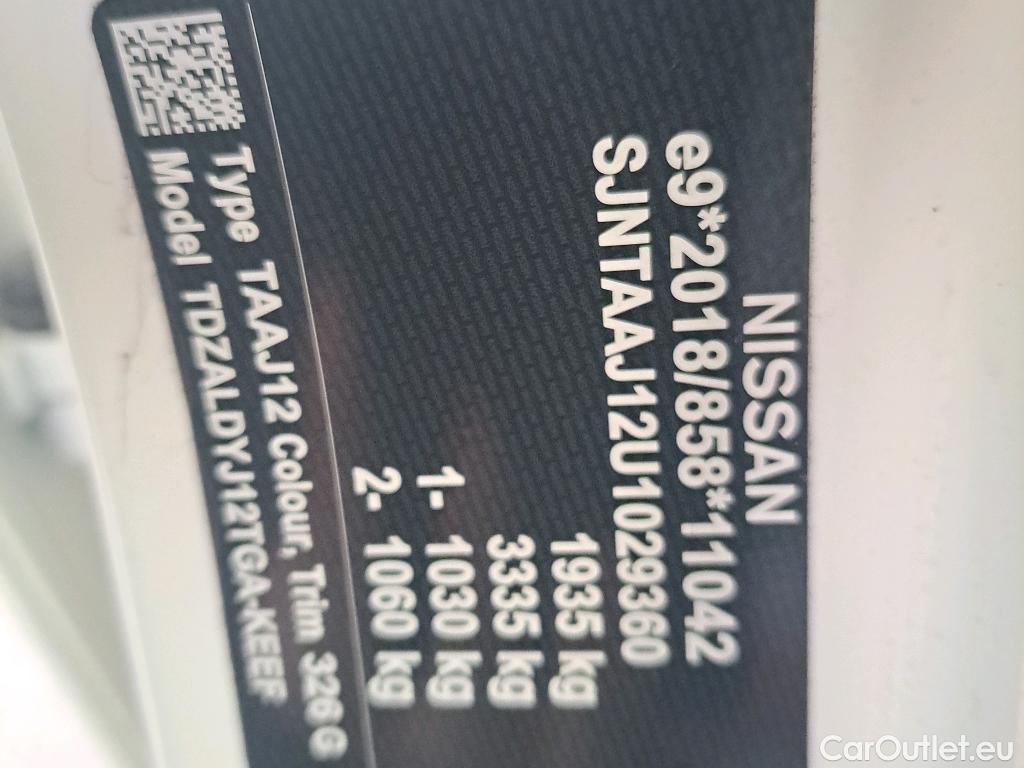 NISSAN
e9*2018/858*11042
SJNTAAJ12U1029360
1935 kg
3335 kg
1- 1030 kg
2- 1060 kg
Type TAAJ12 Colour, Trim 326 G
Model TDZALDYJ12TGA-KEEF
CarOutlet.eu